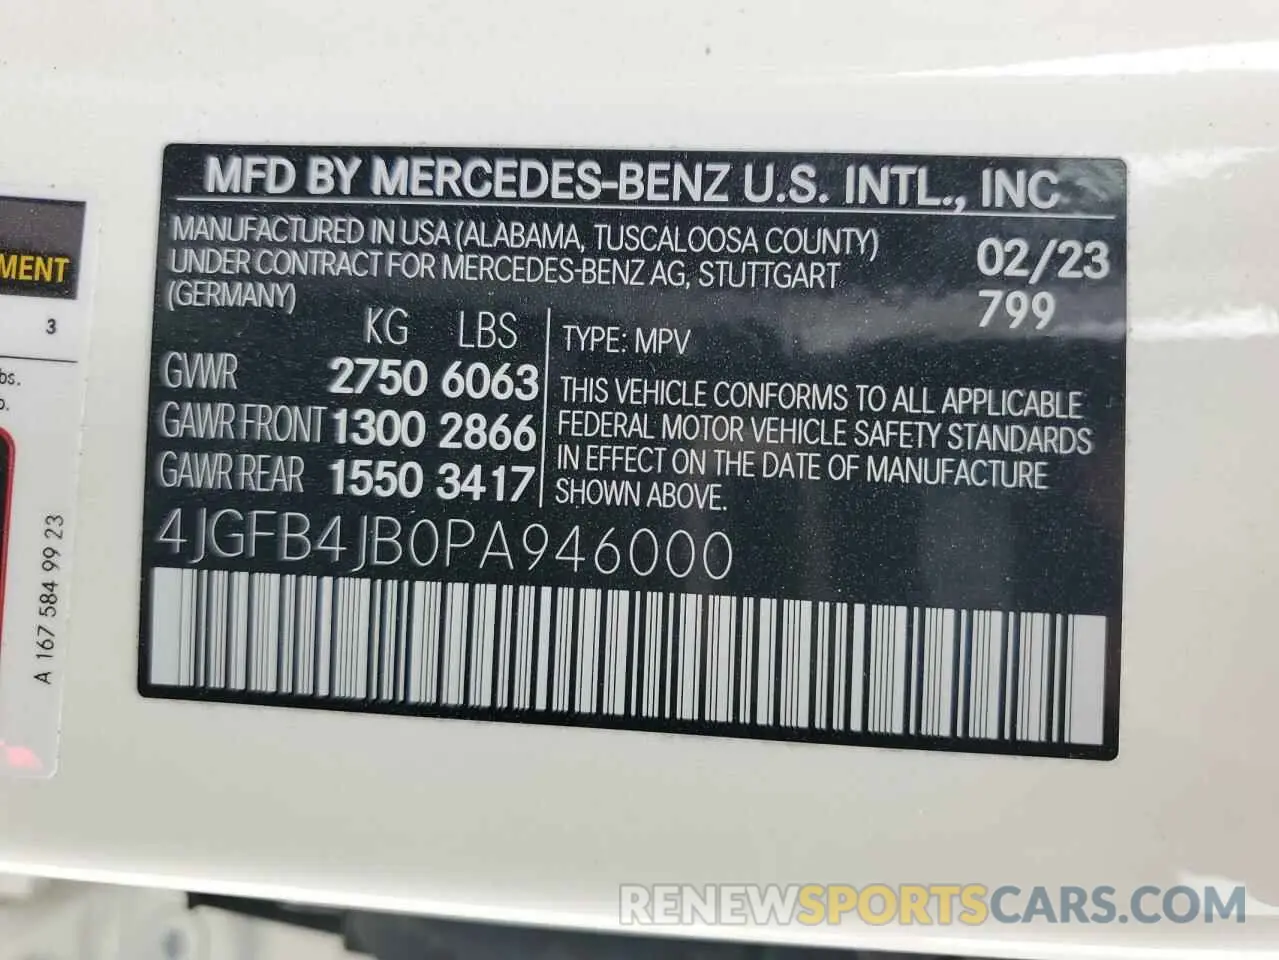 MFD BY MERCEDES-BENZ U.S. INTL., INC
MANUFACTURED IN USA (ALABAMA, TUSCALOOSA COUNTY)
UNDER CONTRACT FOR MERCEDES-BENZ AG, STUTTGART
(GERMANY)
02/23
799
KG LBS
GVWR 2750 6063
GAWR FRONT 1300 2866
GAWR REAR 1550 3417
TYPE: MPV
THIS VEHICLE CONFORMS TO ALL APPLICABLE
FEDERAL MOTOR VEHICLE SAFETY STANDARDS
IN EFFECT ON THE DATE OF MANUFACTURE
SHOWN ABOVE.
4JGFB4JB0PA946000
MENT
3
bs.
A 167 584 99 23
RENEWSPORTSCARS.COM